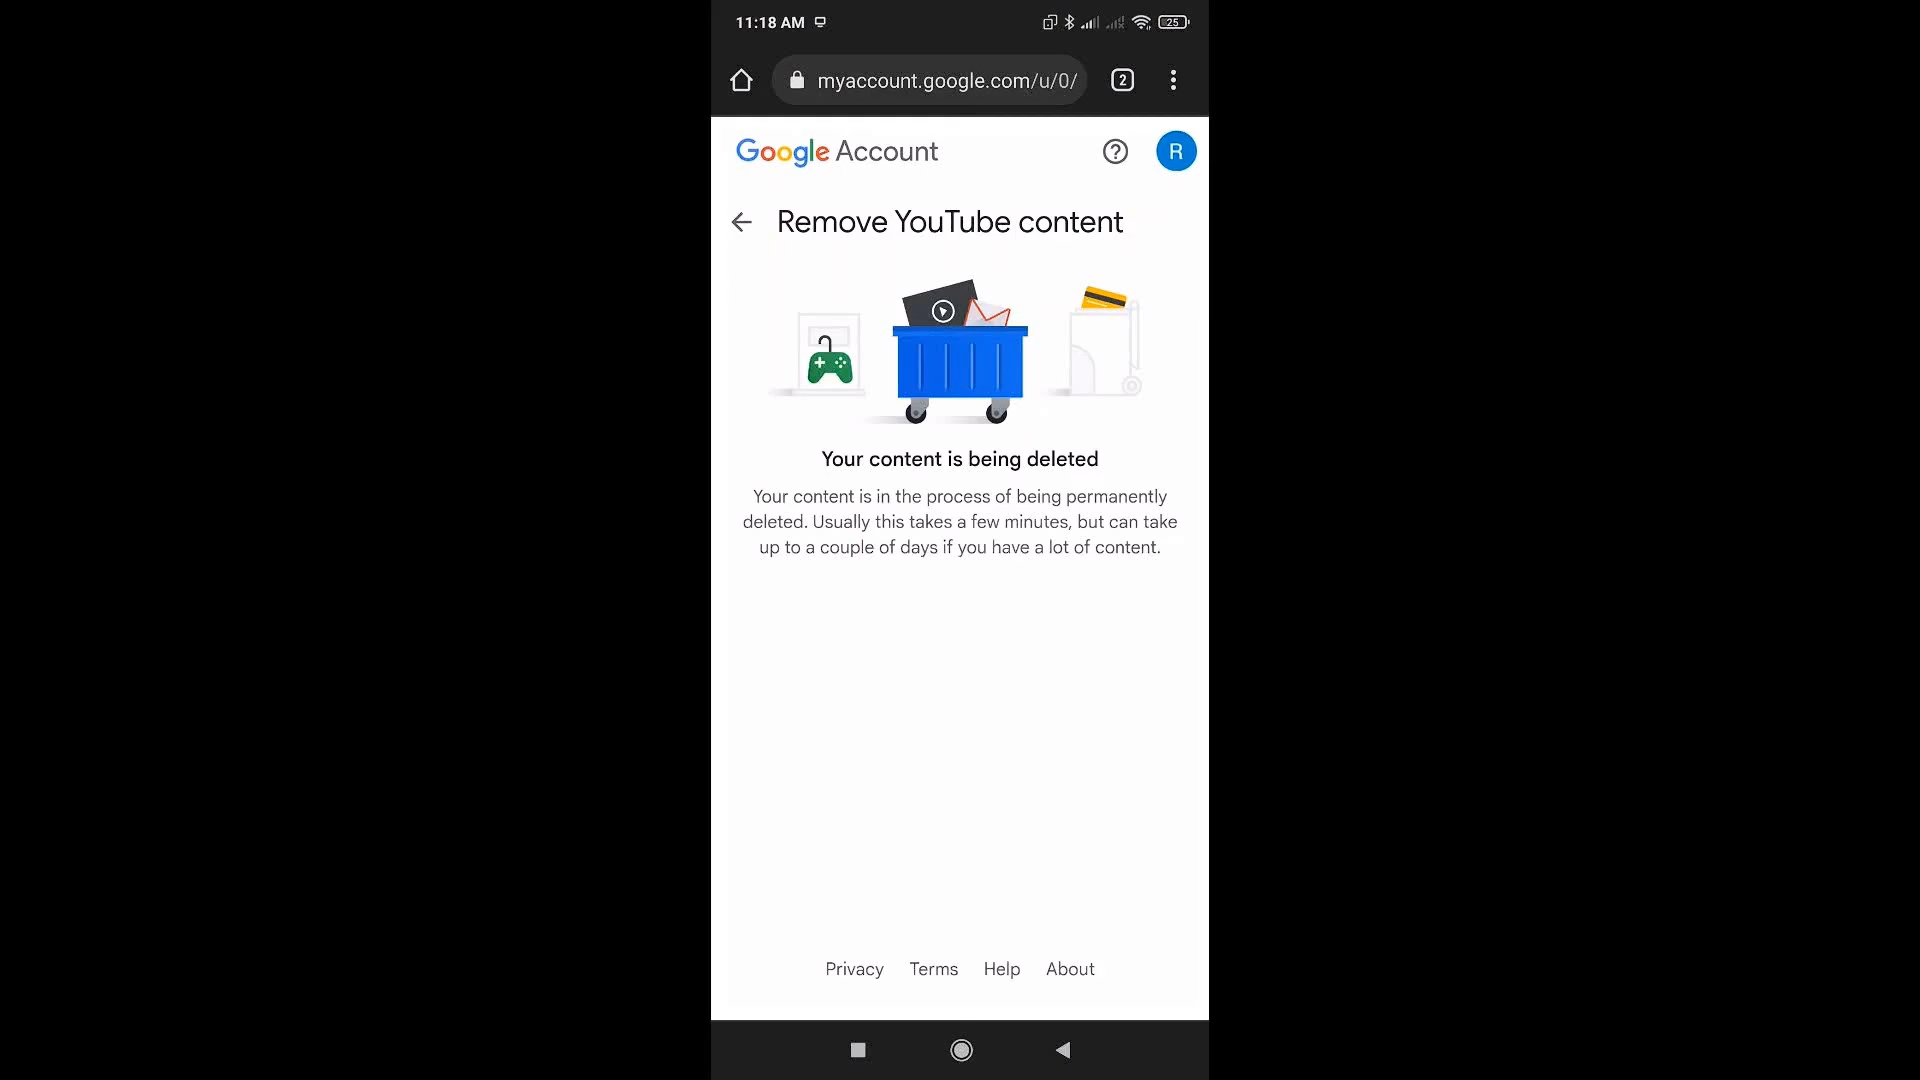 11:18 AM
25
myaccount.google.com/u/0/
2
Google Account
R
Remove YouTube content
Your content is being deleted
Your content is in the process of being permanently
deleted. Usually this takes a few minutes, but can take
up to a couple of days if you have a lot of content.
Privacy Terms Help About